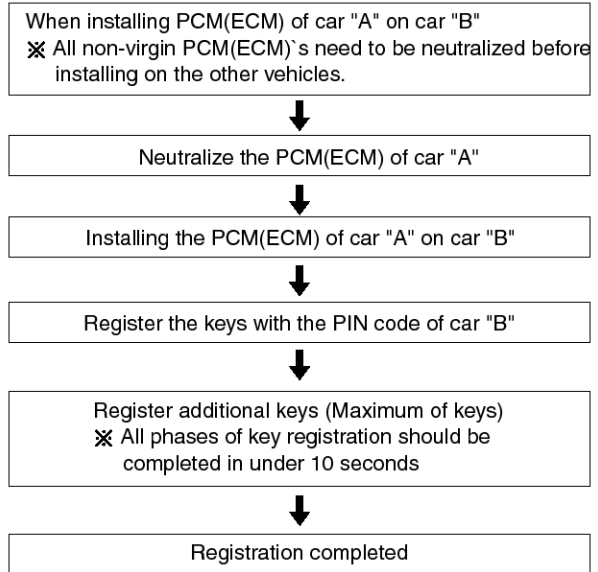 When installing PCM(ECM) of car "A" on car "B"
※ All non-virgin PCM(ECM)`s need to be neutralized before
installing on the other vehicles.
Neutralize the PCM(ECM) of car "A"
Installing the PCM(ECM) of car "A" on car "B"
Register the keys with the PIN code of car "B"
Register additional keys (Maximum of keys)
※ All phases of key registration should be
completed in under 10 seconds
Registration completed